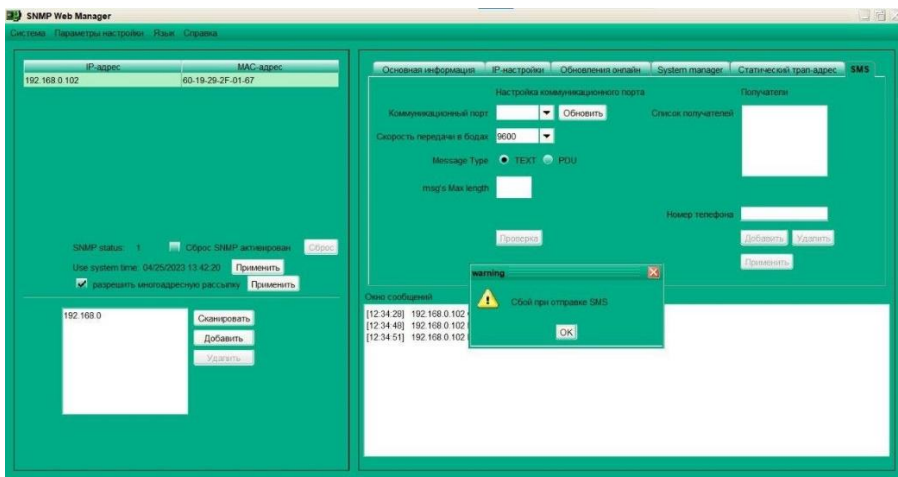 SNMP Web Manager
Система Параметры настройки Язык Справка
IP-адрес MAC-адрес
192.168.0.102 60-19-29-2F-01-67
SNMP status: 1 Сброс SNMP активирован Сброс
Use system time: 04/25/2023 13:42:20 Применить
разрешить многоадресную рассылку Применить
192.168.0
Сканировать
Добавить
Удалить
Основная информация IP-настройки Обновления онлайн System manager Статический трап-адрес SMS
Настройка коммуникационного порта Получатели
Коммуникационный порт Обновить Список получателей
Скорость передачи в бодах 9600
Message Type TEXT PDU
msg's Max length
Номер телефона
Проверка Добавить Удалить
Применить
warning
Сбой при отправке SMS
OK
Окно сообщений
[12:34:28] 192.168.0.102
[12:34:48] 192.168.0.102
[12:34:51] 192.168.0.102